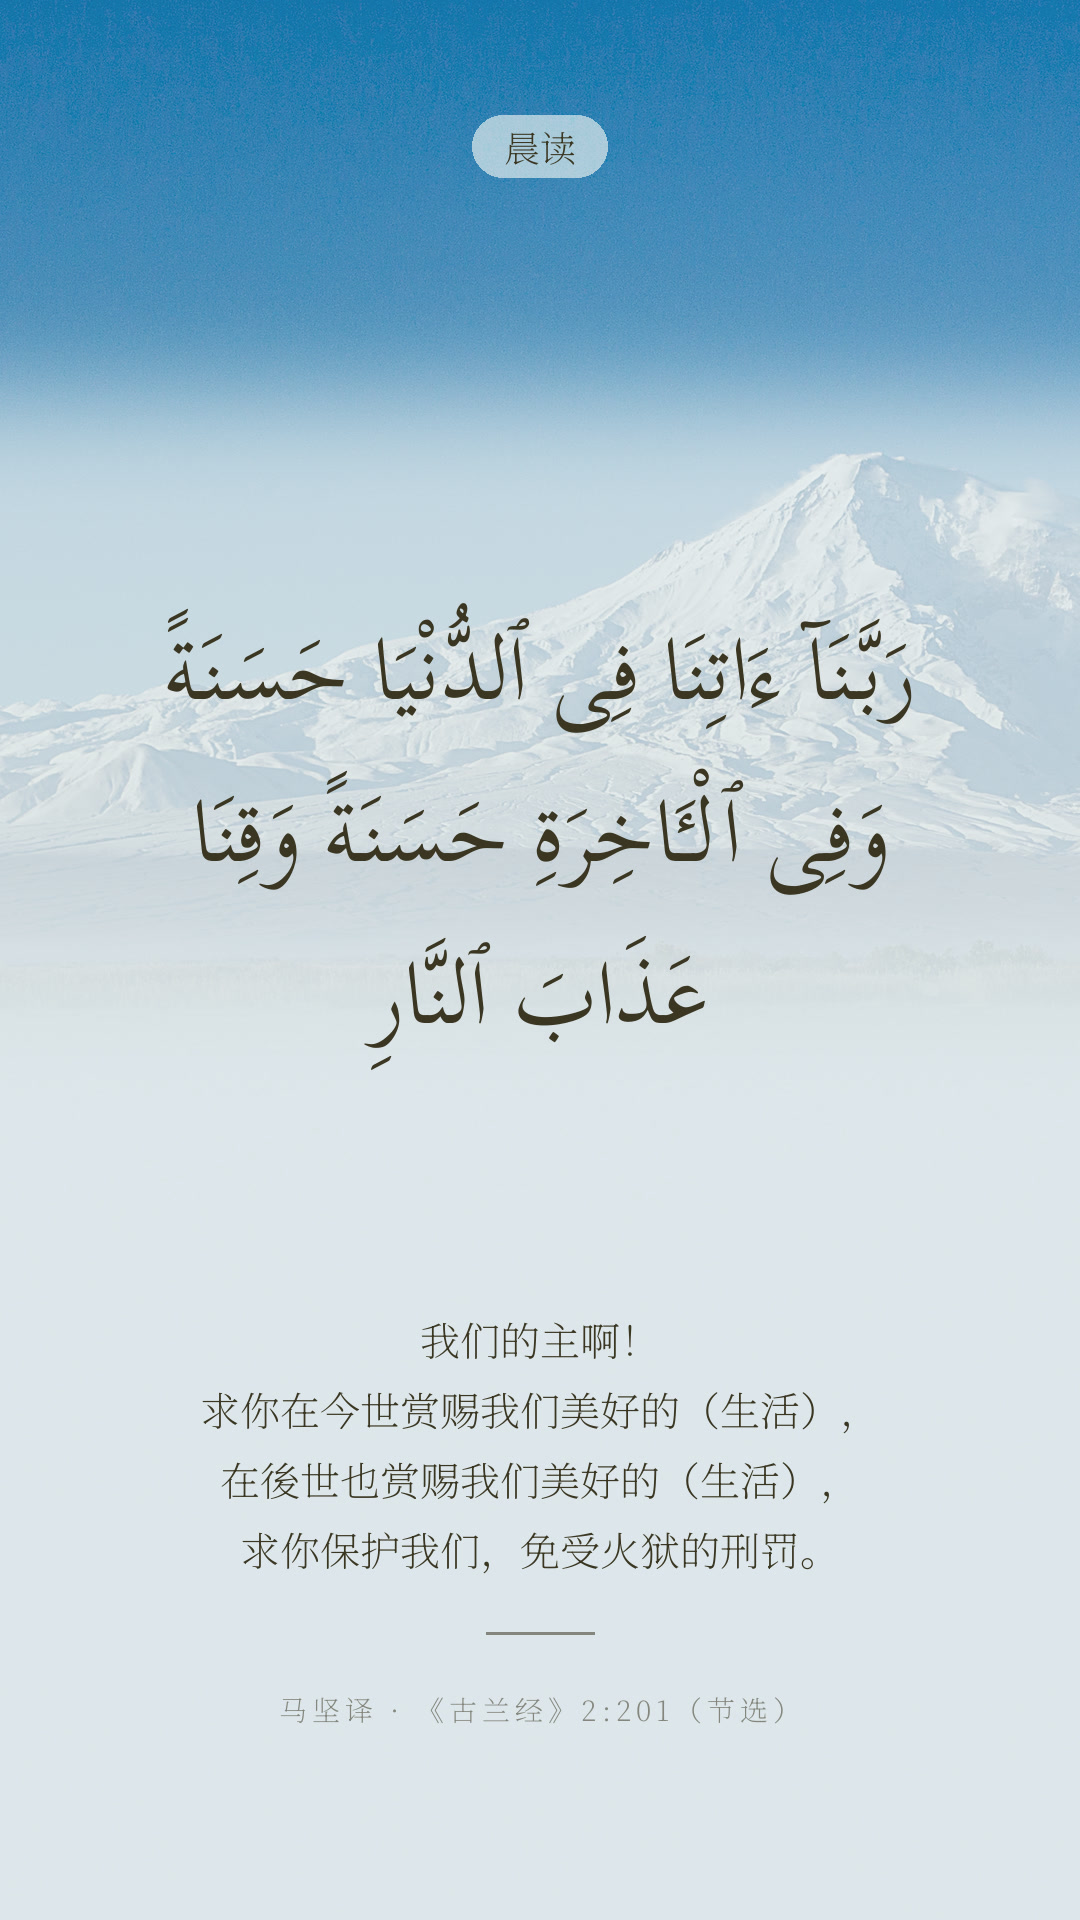 晨读
رَبَّنَآ ءَاتِنَا فِى ٱلدُّنْيَا حَسَنَةً
وَفِى ٱلْـَٔاخِرَةِ حَسَنَةً وَقِنَا
عَذَابَ ٱلنَّارِ
我们的主啊！
求你在今世赏赐我们美好的（生活），
在後世也赏赐我们美好的（生活），
求你保护我们，免受火狱的刑罚。
马坚译 · 《古兰经》2:201（节选）